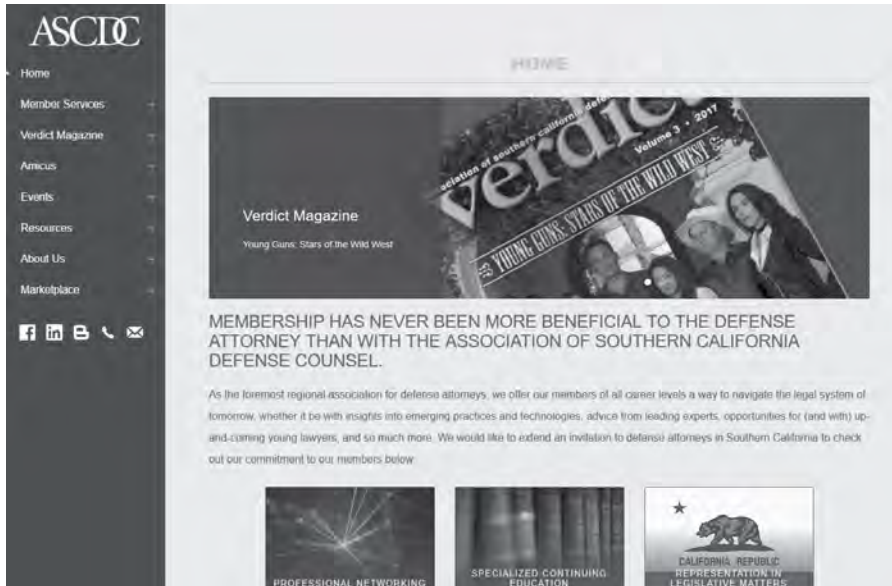 ASCDC
Home
Member Services
Verdict Magazine
Amicus
Events
Resources
About Us
Marketplace
HOME
ociation of southern california defe
verdic
Volume 3 • 2017
YOUNG GUNS: STARS OF THE WILD WEST
Verdict Magazine
Young Guns: Stars of the Wild West
MEMBERSHIP HAS NEVER BEEN MORE BENEFICIAL TO THE DEFENSE
ATTORNEY THAN WITH THE ASSOCIATION OF SOUTHERN CALIFORNIA
DEFENSE COUNSEL.
As the foremost regional association for defense attorneys, we offer our members of all career levels a way to navigate the legal system of
tomorrow, whether it be with insights into emerging practices and technologies, advice from leading experts, opportunities for (and with) up-
and-coming young lawyers, and so much more. We would like to extend an invitation to defense attorneys in Southern California to check
out our commitment to our members below.
PROFESSIONAL NETWORKING
SPECIALIZED CONTINUING
EDUCATION
CALIFORNIA REPUBLIC
REPRESENTATION IN
LEGISLATIVE MATTERS